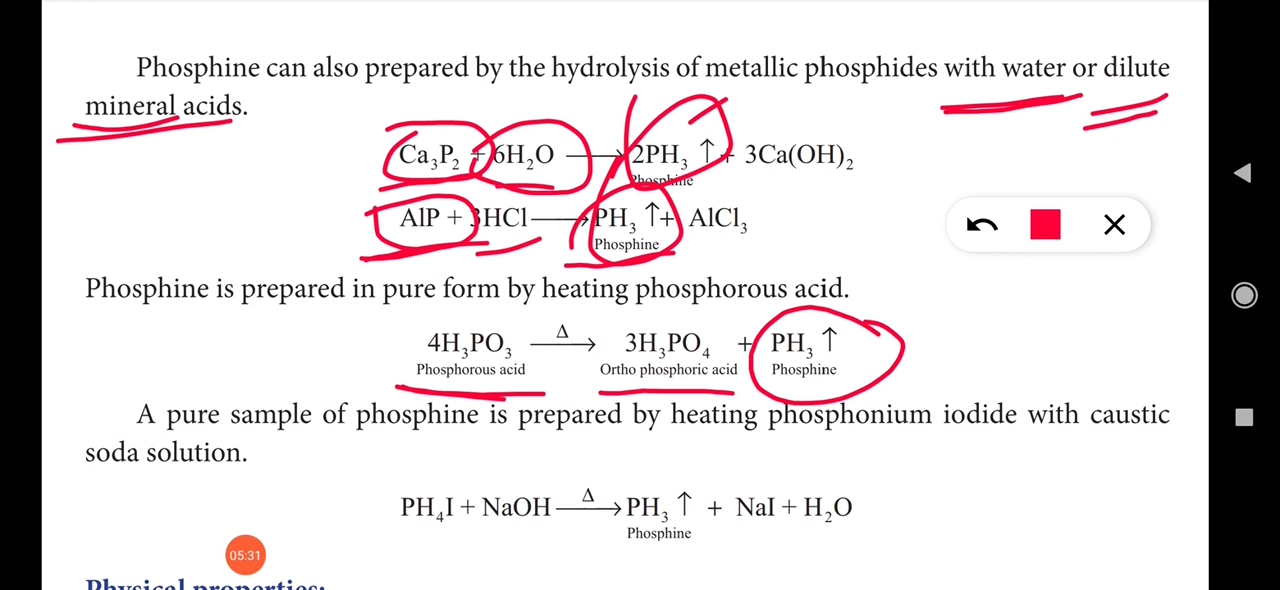 Phosphine can also prepared by the hydrolysis of metallic phosphides with water or dilute
mineral acids.
Ca₃P₂ + 6H₂O ⟶ 2PH₃ ↑ + 3Ca(OH)₂
Phosphine
AlP + 3HCl ⟶ PH₃ ↑ + AlCl₃
Phosphine
Phosphine is prepared in pure form by heating phosphorous acid.
4H₃PO₃ —Δ→ 3H₃PO₄ + PH₃ ↑
Phosphorous acid Ortho phosphoric acid Phosphine
A pure sample of phosphine is prepared by heating phosphonium iodide with caustic
soda solution.
PH₄I + NaOH —Δ→ PH₃ ↑ + NaI + H₂O
Phosphine
05:31
Physical properties: